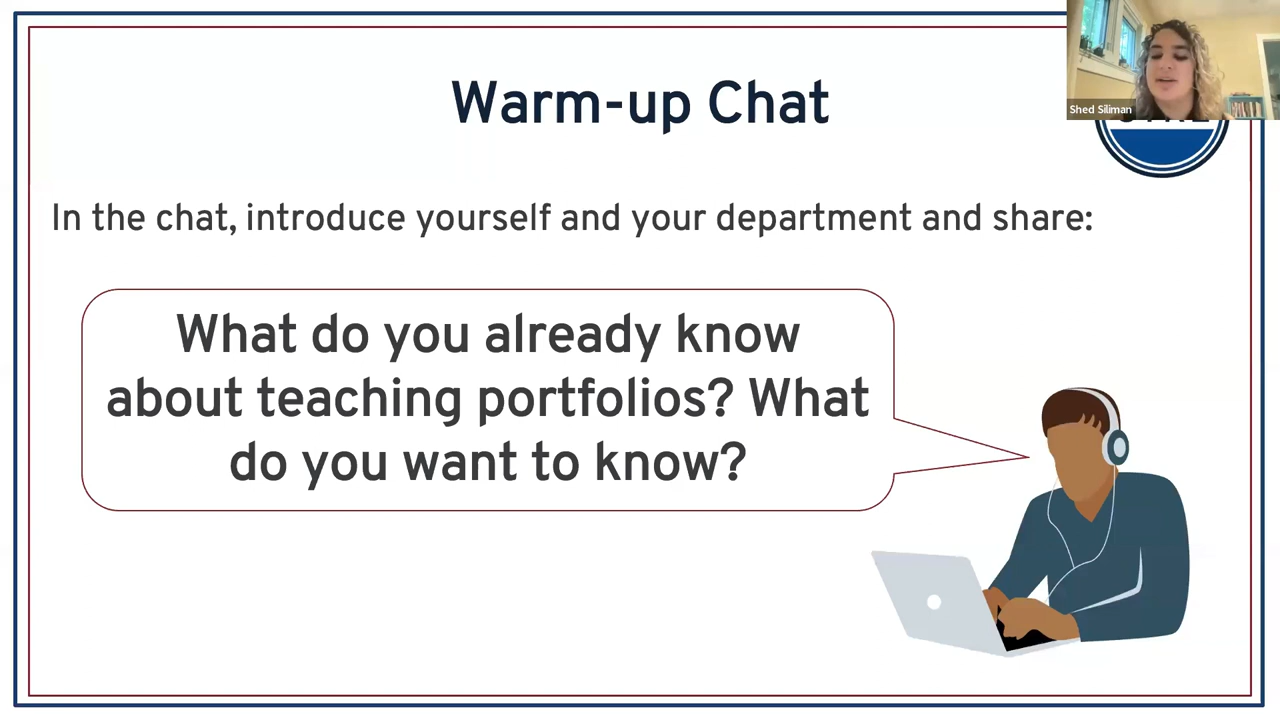 Warm-up Chat
Shed Siliman
In the chat, introduce yourself and your department and share:
What do you already know
about teaching portfolios? What
do you want to know?